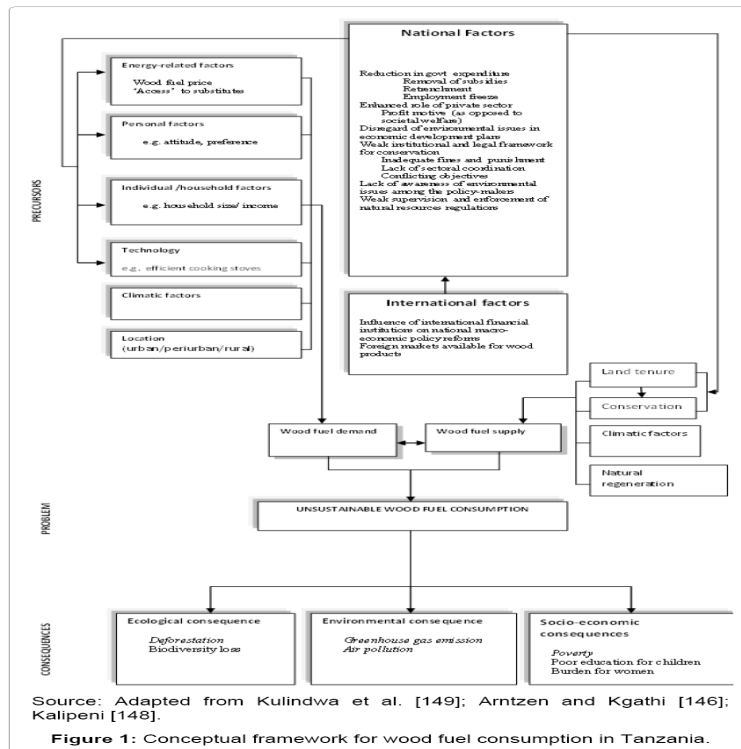 National Factors
Reduction in govt expenditure
Removal of subsidies
Retrenchment
Employment freeze
Enhanced role of private sector
Profit motive (as opposed to
societal welfare)
Disregard of environmental issues in
economic development plans
Weak institutional and legal framework
for conservation
Inadequate fines and punishment
Lack of sectoral coordination
Conflicting objectives
Lack of awareness of environmental
issues among the policy-makers
Weak supervision and enforcement of
natural resources regulations
PRECURSORS
Energy-related factors
Wood fuel price
‘Access’ to substitutes
Personal factors
e.g. attitude, preference
Individual /household factors
e.g. household size/ income
Technology
e.g. efficient cooking stoves
Climatic factors
Location
(urban/periurban/rural)
International factors
Influence of international financial
institutions on national macro-
economic policy reforms
Foreign markets available for wood
products
Land tenure
Conservation
Climatic factors
Natural
regeneration
Wood fuel demand
Wood fuel supply
PROBLEM
UNSUSTAINABLE WOOD FUEL CONSUMPTION
CONSEQUENCES
Ecological consequence
Deforestation
Biodiversity loss
Environmental consequence
Greenhouse gas emission
Air pollution
Socio-economic
consequences
Poverty
Poor education for children
Burden for women
Source: Adapted from Kulindwa et al. [149]; Arntzen and Kgathi [146];
Kalipeni [148].
Figure 1: Conceptual framework for wood fuel consumption in Tanzania.